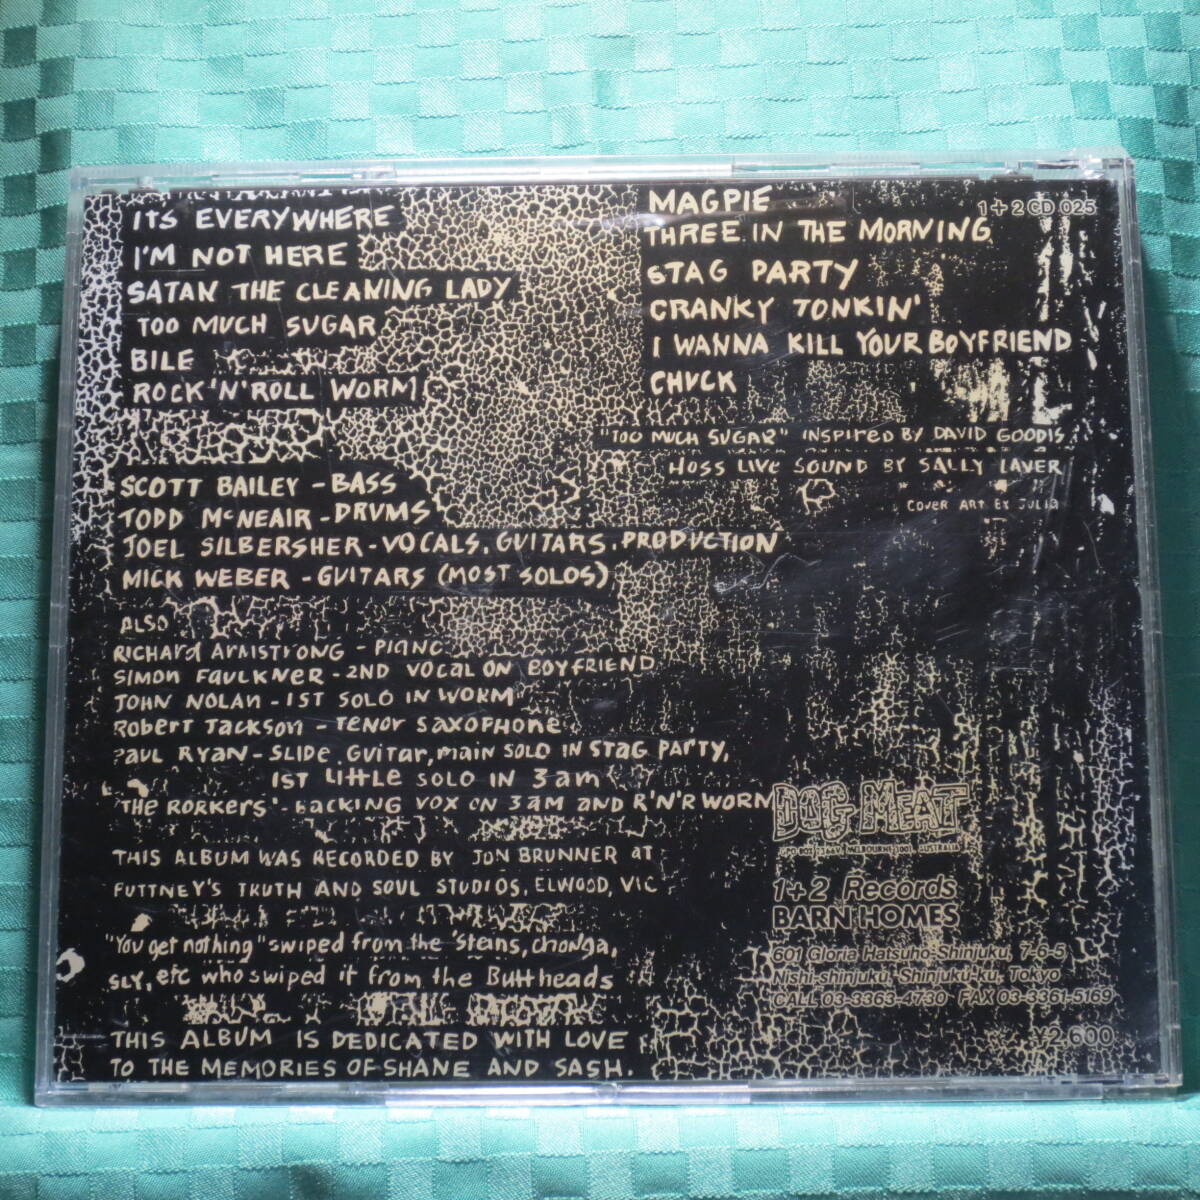 ITS EVERYWHERE
I'M NOT HERE
SATAN THE CLEANING LADY
TOO MUCH SUGAR
BILE
ROCK'N'ROLL WORM
MAGPIE
1+2 CD 025
THREE IN THE MORNING
STAG PARTY
CRANKY TONKIN'
I WANNA KILL YOUR BOYFRIEND
CHUCK
"TOO MUCH SUGAR" INSPIRED BY DAVID GOODIS
HOSS LIVE SOUND BY SALLY LAVER
COVER ART BY JULIA
SCOTT BAILEY - BASS
TODD McNEAIR - DRUMS
JOEL SILBERSHER - VOCALS, GUITARS, PRODUCTION
MICK WEBER - GUITARS (MOST SOLOS)
ALSO
RICHARD ARMSTRONG - PIANO
SIMON FAULKNER - 2ND VOCAL ON BOYFRIEND
JOHN NOLAN - 1ST SOLO IN WORM
ROBERT JACKSON - TENOR SAXOPHONE
PAUL RYAN - SLIDE GUITAR, MAIN SOLO IN STAG PARTY,
1ST LITTLE SOLO IN 3 AM
THE RORKERS' - BACKING VOX ON 3 AM AND R'N'R WORM
THIS ALBUM WAS RECORDED BY JON BRUNNER AT
FUTTNEY'S TRUTH AND SOUL STUDIOS, ELWOOD, VIC
"You get nothing" swiped from the 'steins, chonga,
SLY, etc who swiped it from the Buttheads
THIS ALBUM IS DEDICATED WITH LOVE
TO THE MEMORIES OF SHANE AND SASH.
DOG MEAT
MELBOURNE 3001, AUSTRALIA
1+2 Records
BARN HOMES
601 Gloria Hatsuho-Shinjuku, 7-6-5
Nishi-shinjuku, Shinjuku-ku, Tokyo
CALL 03-3363-4730 FAX 03-3361-5169
¥2,600